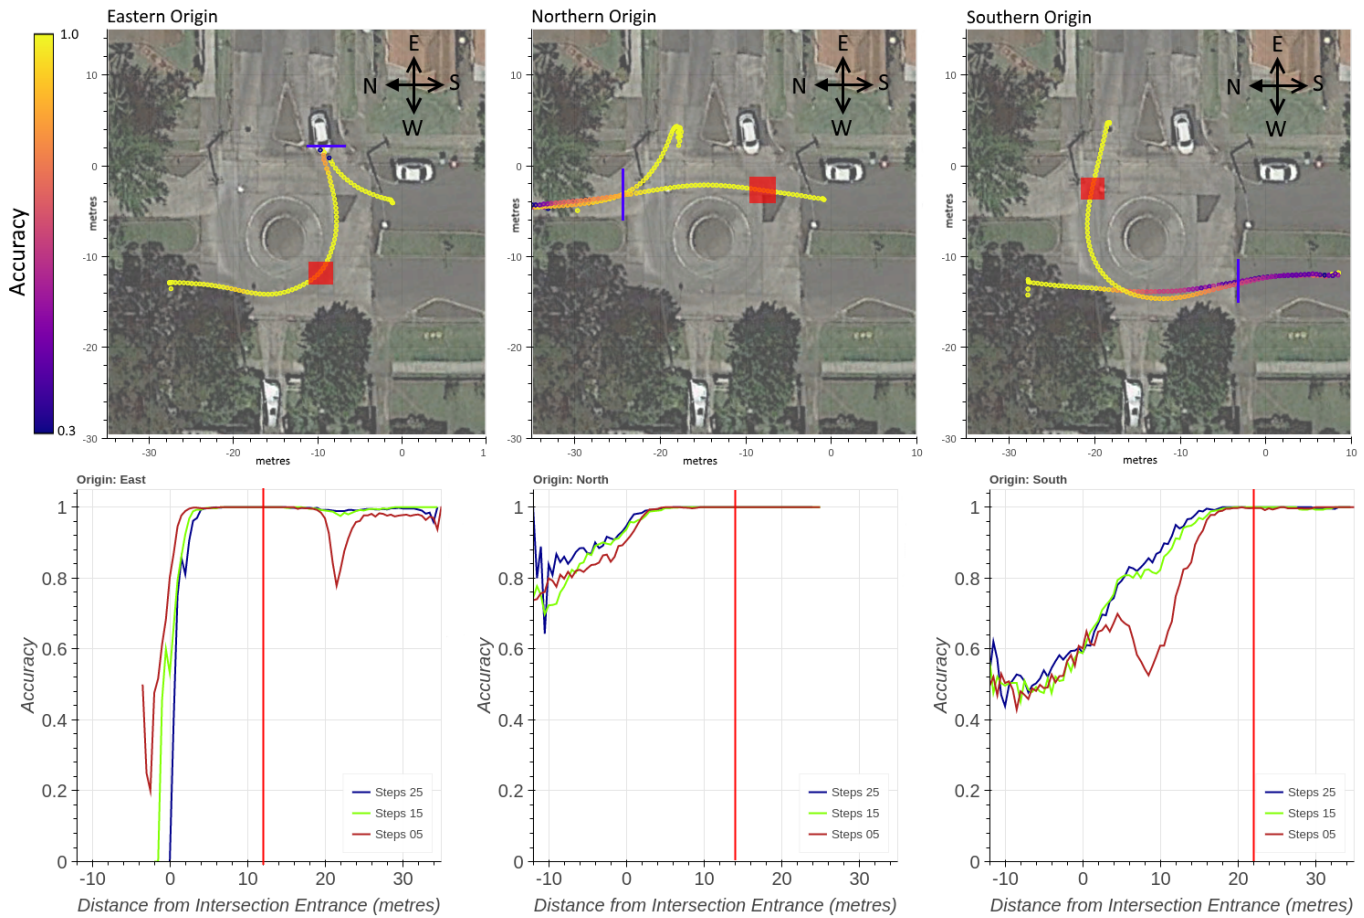 Eastern Origin
Northern Origin
Southern Origin
1.0
Accuracy
0.3
E
N S
W
10
0
-10
-20
-30
metres
-30 -20 -10 0 1
metres
E
N S
W
10
0
-10
-20
-30
metres
-30 -20 -10 0
metres
E
N S
W
10
0
-10
-20
-30
metres
-30 -20 -10 0 10
metres
Origin: East
1
0.8
0.6
0.4
0.2
0
Accuracy
Steps 25
Steps 15
Steps 05
-10 0 10 20 30
Distance from Intersection Entrance (metres)
Origin: North
1
0.8
0.6
0.4
0.2
0
Accuracy
Steps 25
Steps 15
Steps 05
-10 0 10 20 30
Distance from Intersection Entrance (metres)
Origin: South
1
0.8
0.6
0.4
0.2
0
Accuracy
Steps 25
Steps 15
Steps 05
-10 0 10 20 30
Distance from Intersection Entrance (metres)